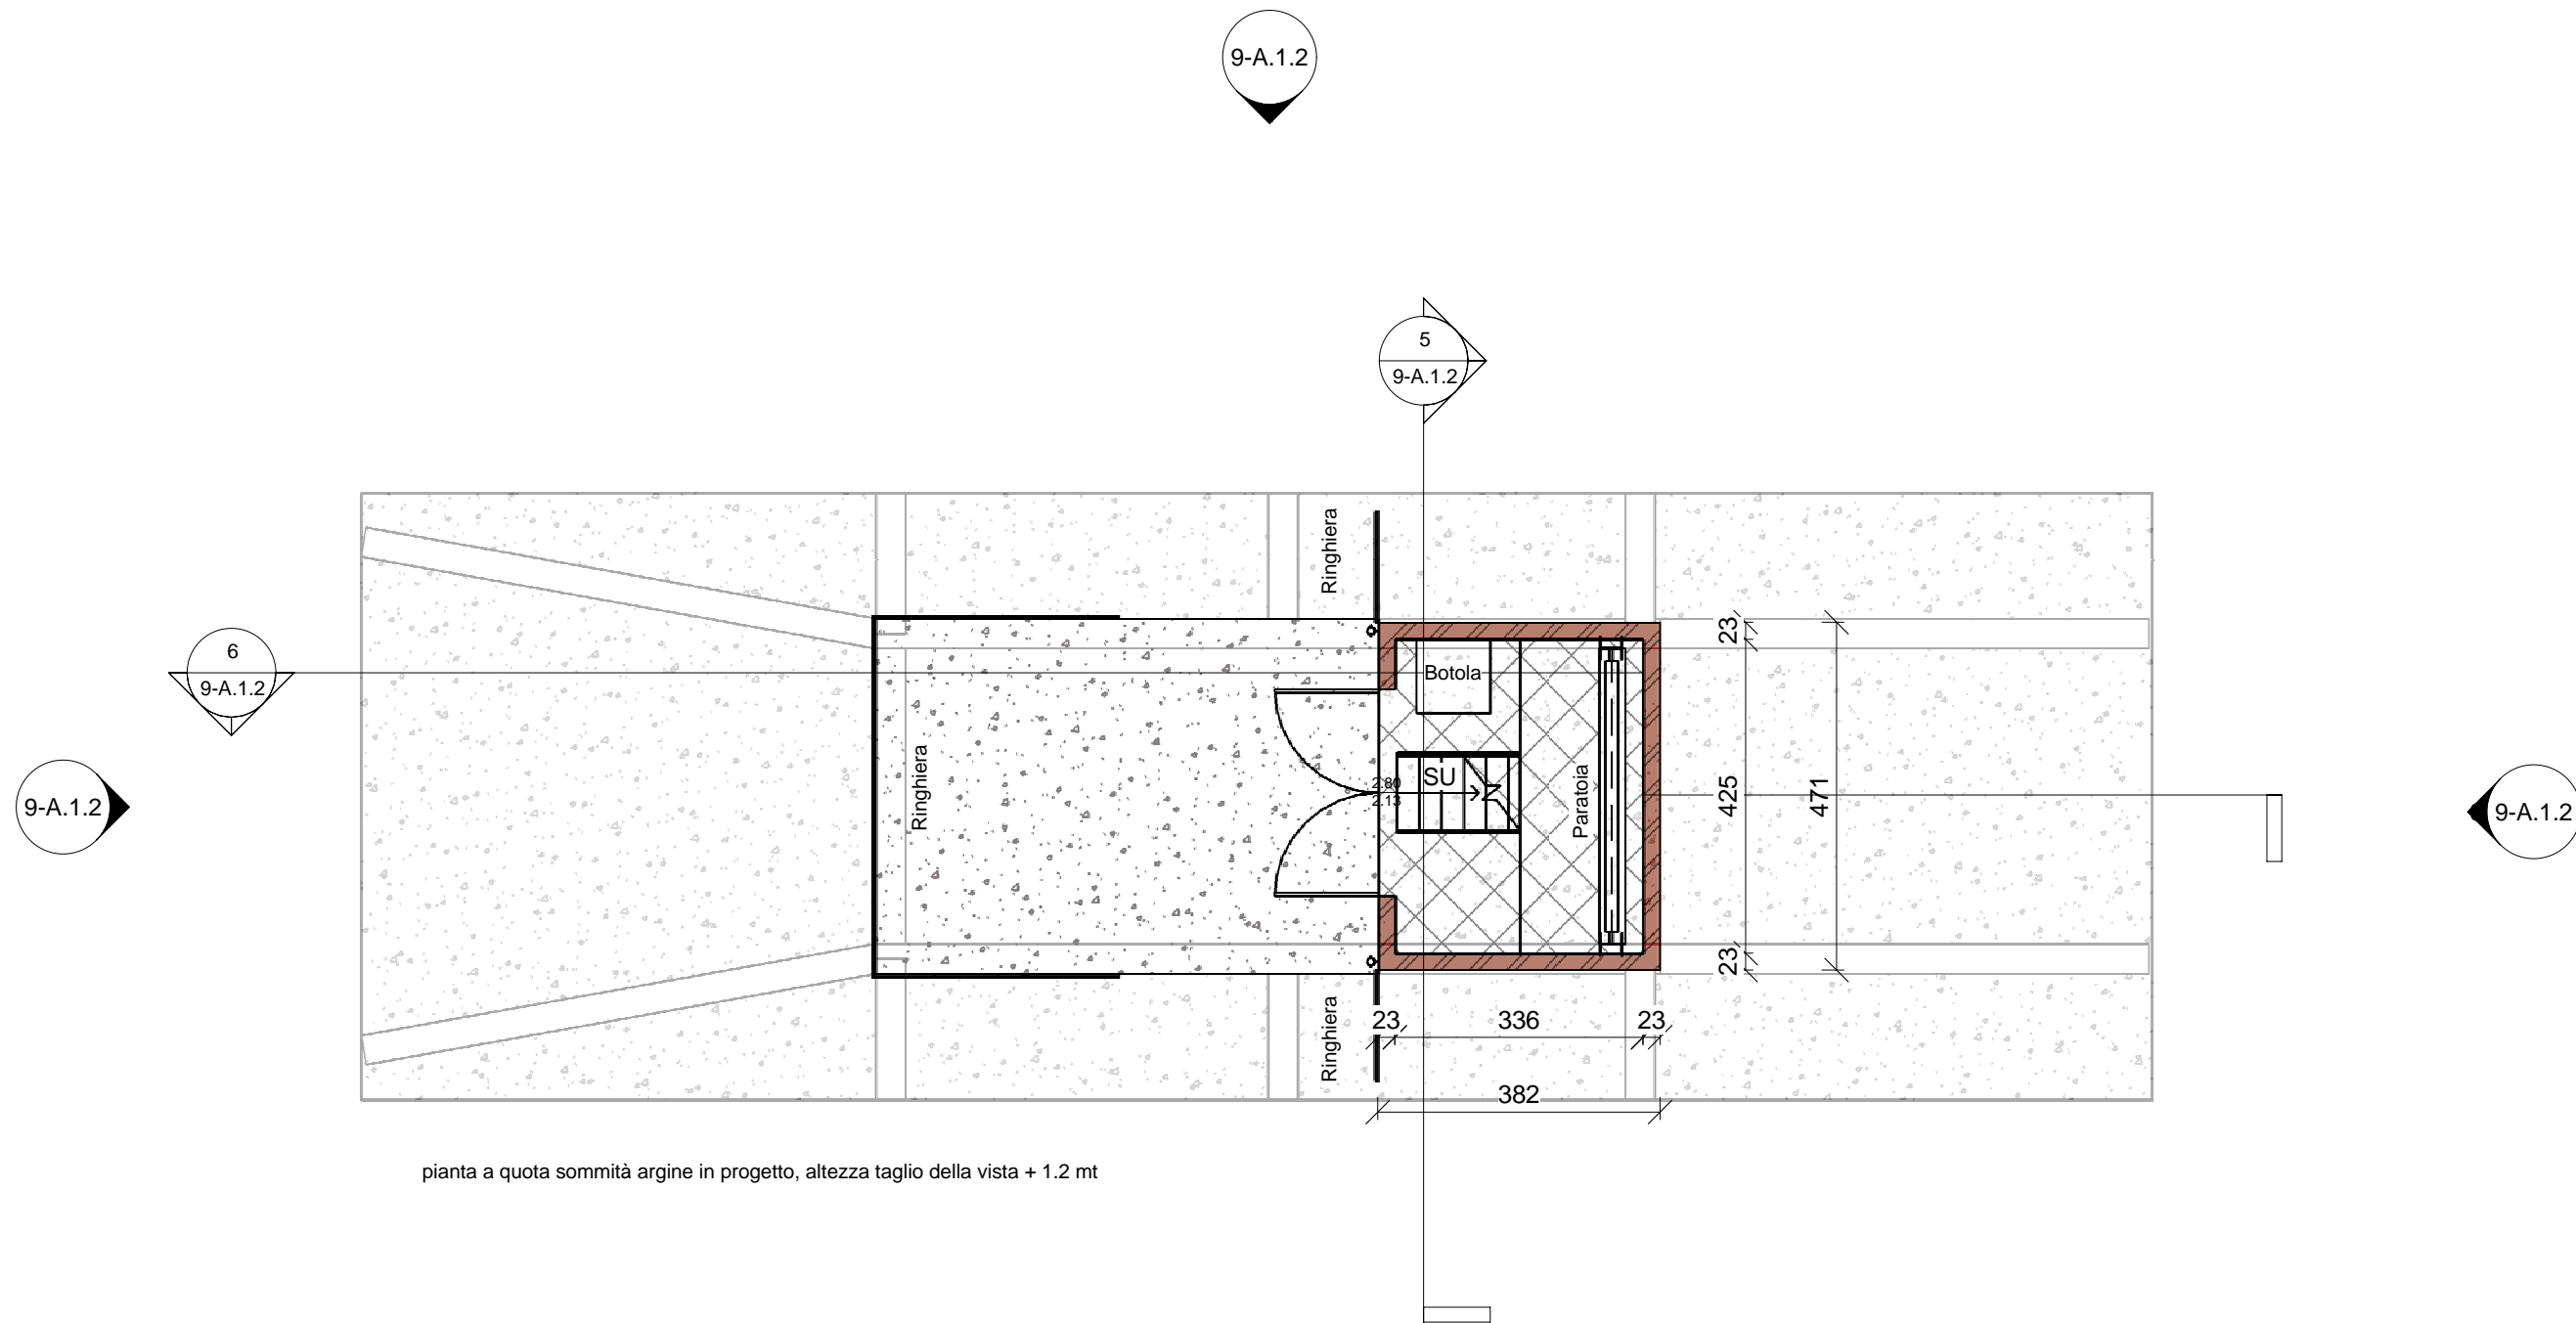 9-A.1.2
5
9-A.1.2
Ringhiera
6
9-A.1.2
23
Botola
Ringhiera
SU
2.80
2.13
Paratoia
425
471
9-A.1.2
9-A.1.2
23
Ringhiera
23
336
23
382
pianta a quota sommità argine in progetto, altezza taglio della vista + 1.2 mt